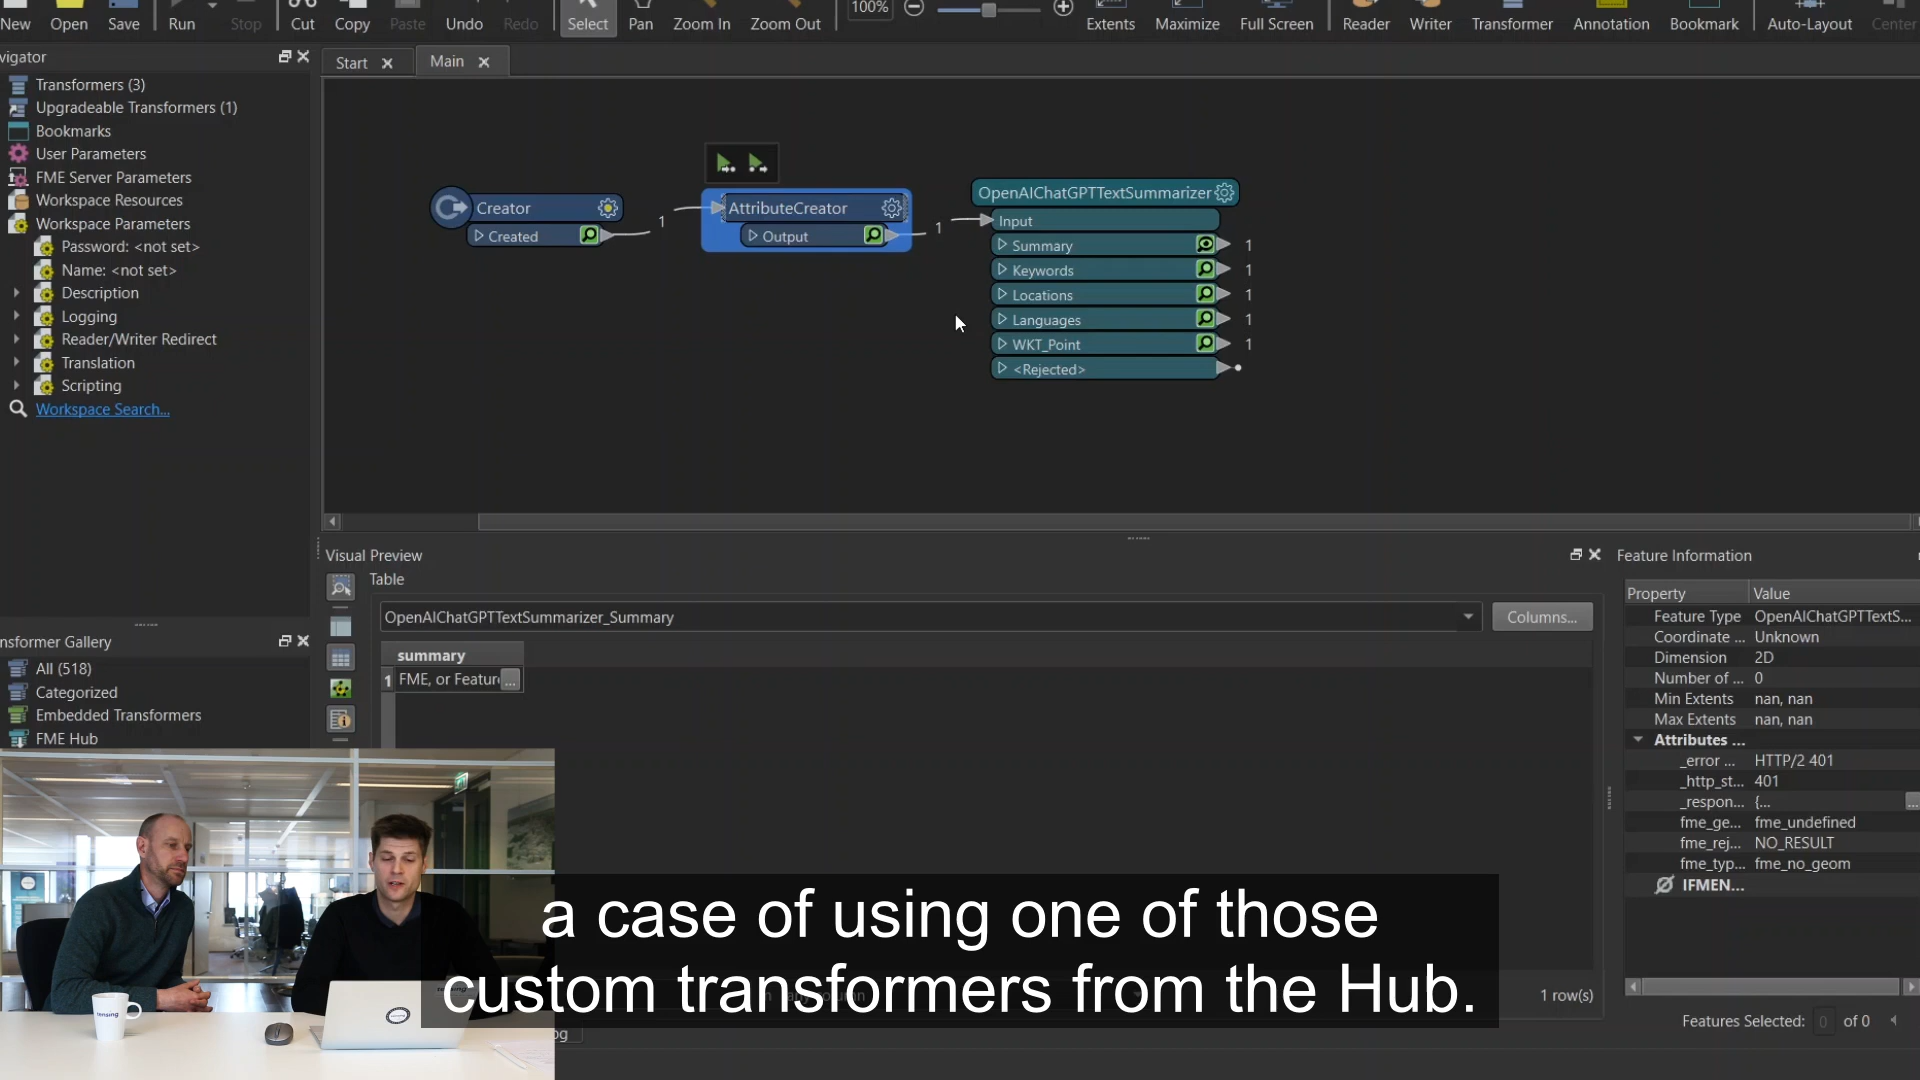 New
Open
Save
Run
Stop
Cut
Copy
Paste
Undo
Redo
Select
Pan
Zoom In
Zoom Out
100%
Extents
Maximize
Full Screen
Reader
Writer
Transformer
Annotation
Bookmark
Auto-Layout
Center
vigator
Transformers (3)
Upgradeable Transformers (1)
Bookmarks
User Parameters
FME Server Parameters
Workspace Resources
Workspace Parameters
Password: <not set>
Name: <not set>
Description
Logging
Reader/Writer Redirect
Translation
Scripting
Workspace Search...
Start
Main
Creator
Created
1
AttributeCreator
Output
1
OpenAIChatGPTTextSummarizer
Input
Summary 1
Keywords 1
Locations 1
Languages 1
WKT_Point 1
<Rejected>
nsformer Gallery
All (518)
Categorized
Embedded Transformers
FME Hub
Visual Preview
Table
OpenAIChatGPTTextSummarizer_Summary
Columns...
summary
1 FME, or Featur ...
1 row(s)
Feature Information
Property Value
Feature Type OpenAIChatGPTTextS...
Coordinate ... Unknown
Dimension 2D
Number of ... 0
Min Extents nan, nan
Max Extents nan, nan
Attributes ...
_error ... HTTP/2 401
_http_st... 401
_respon... {... ...
fme_ge... fme_undefined
fme_rej... NO_RESULT
fme_typ... fme_no_geom
IFMEN...
Features Selected: 0 of 0
tensing
a case of using one of those
custom transformers from the Hub.